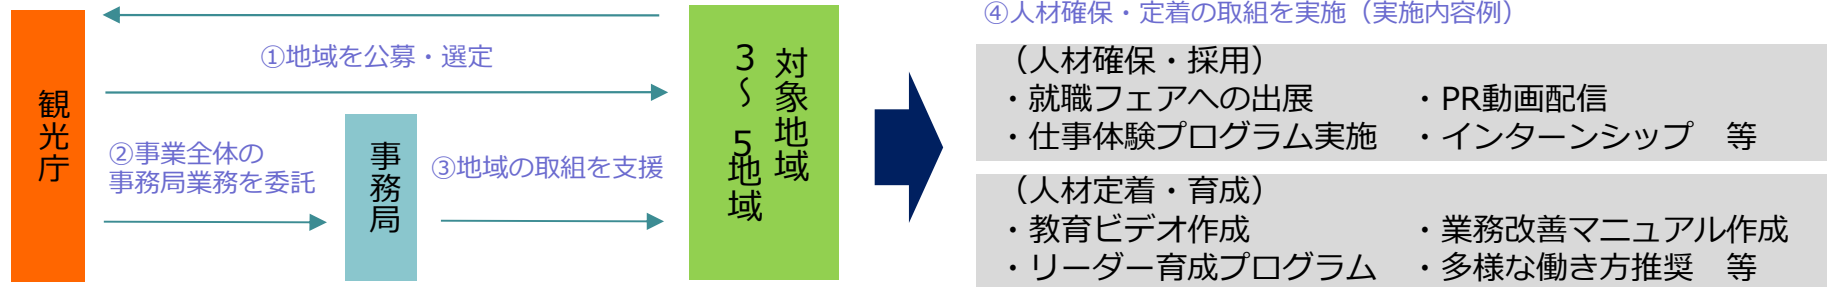 観光庁
①地域を公募・選定
②事業全体の
事務局業務を委託
事務局
③地域の取組を支援
対象地域
3～5地域
④人材確保・定着の取組を実施（実施内容例）
（人材確保・採用）
・就職フェアへの出展　・PR動画配信
・仕事体験プログラム実施　・インターンシップ　等
（人材定着・育成）
・教育ビデオ作成　・業務改善マニュアル作成
・リーダー育成プログラム　・多様な働き方推奨　等